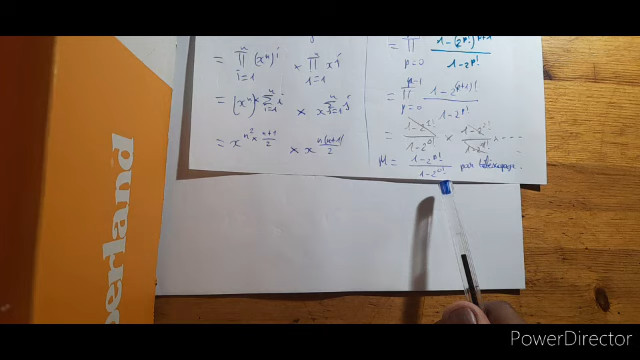 = ∏_{i=1}^{n} (x^n)^i × ∏_{i=1}^{n} x^j
= (x^n)^{∑_{i=1}^{n} i} × x^{∑ j}
= x^{n² × (n+1)/2} × x^{n(n+1)/2}
= ∏_{p=0} (1-(2^{p!})^{p+1})/(1-2^{p!})
= ∏_{p=0} (1-2^{(p+1)!})/(1-2^{p!})
= (1-2^{1!})/(1-2^{0!}) × (1-2^{2!})/(1-2^{1!}) × ....
M = (1-2^{n!})/(1-2^{0!}) par télescopage.
erland
PowerDirector